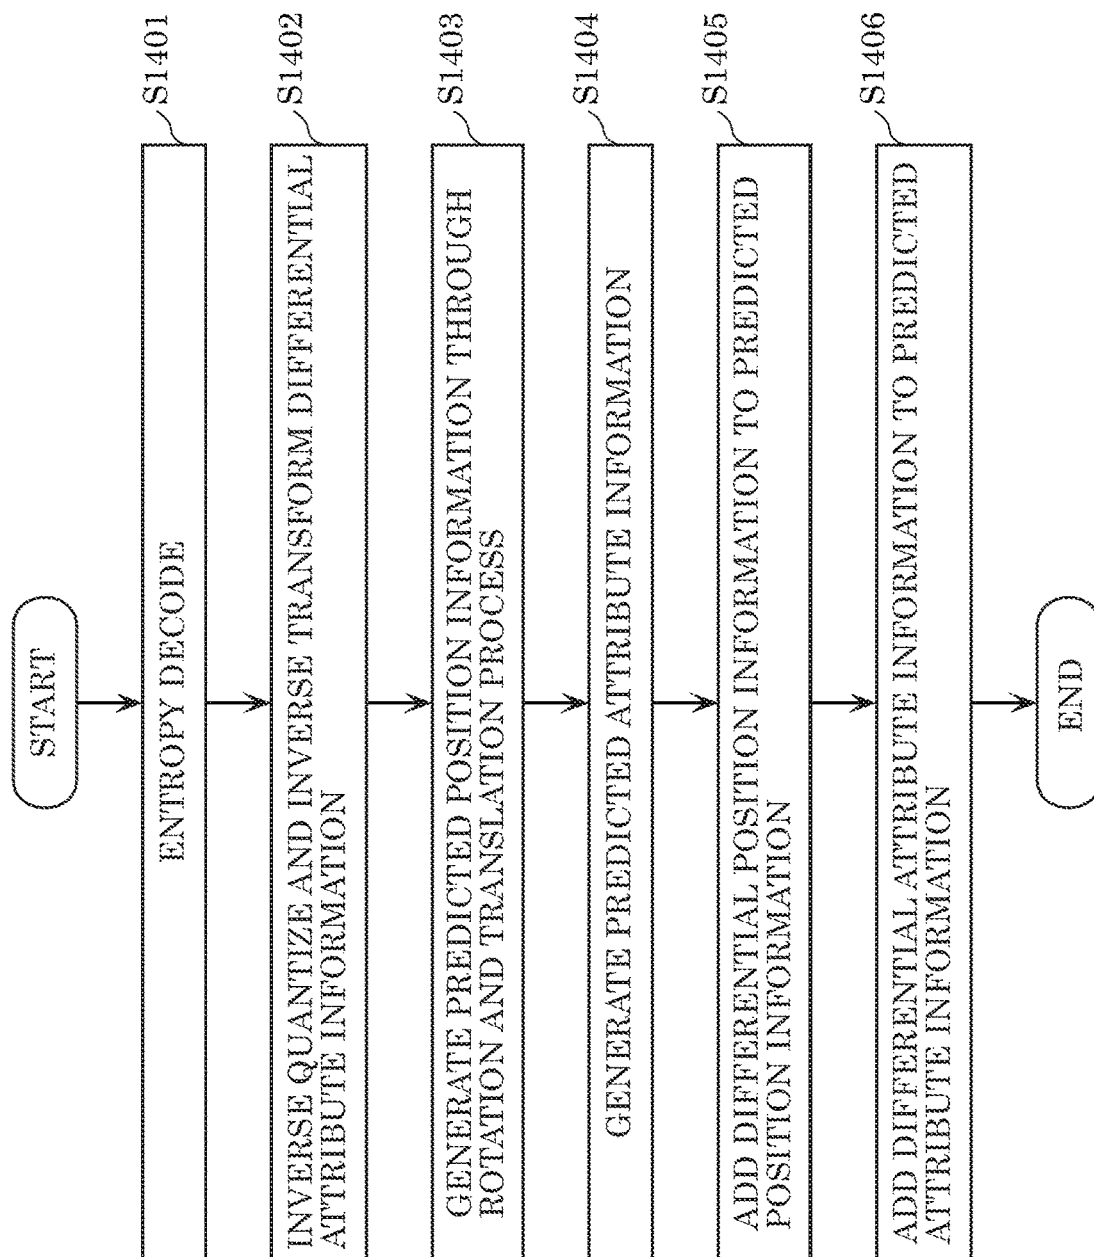 START
ENTROPY DECODE
S1401
INVERSE QUANTIZE AND INVERSE TRANSFORM DIFFERENTIAL
ATTRIBUTE INFORMATION
S1402
GENERATE PREDICTED POSITION INFORMATION THROUGH
ROTATION AND TRANSLATION PROCESS
S1403
GENERATE PREDICTED ATTRIBUTE INFORMATION
S1404
ADD DIFFERENTIAL POSITION INFORMATION TO PREDICTED
POSITION INFORMATION
S1405
ADD DIFFERENTIAL ATTRIBUTE INFORMATION TO PREDICTED
ATTRIBUTE INFORMATION
S1406
END